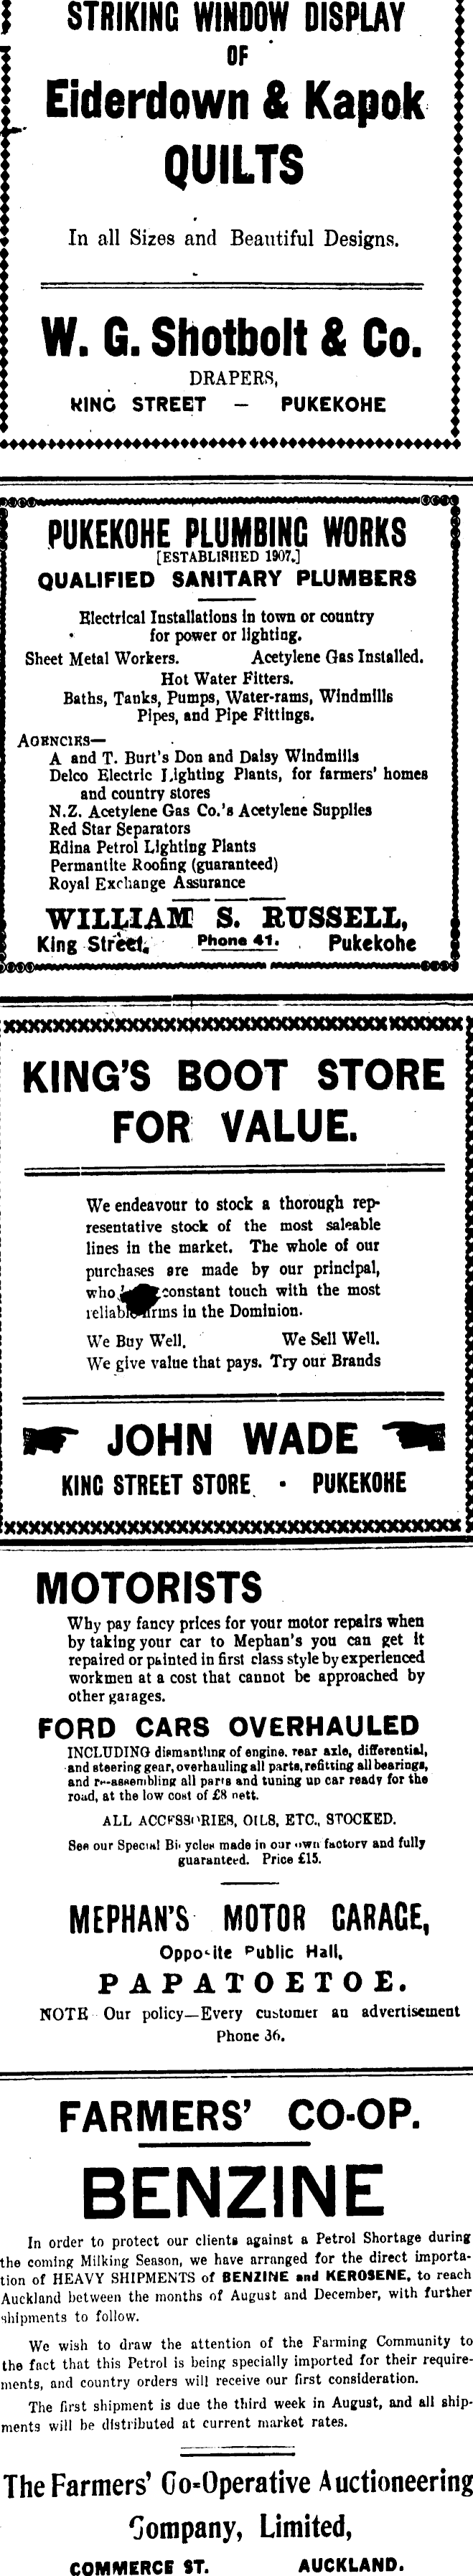 STRIKING WINDOW DISPLAY
OF
Eiderdown & Kapok
QUILTS
In all Sizes and Beautiful Designs.
W. G. Shotbolt & Co.
DRAPERS,
KING STREET — PUKEKOHE
PUKEKOHE PLUMBING WORKS
[ESTABLISHED 1907.]
QUALIFIED SANITARY PLUMBERS
Electrical Installations in town or country
for power or lighting.
Sheet Metal Workers. Acetylene Gas Installed.
Hot Water Fitters.
Baths, Tanks, Pumps, Water-rams, Windmills
Pipes, and Pipe Fittings.
AGENCIES—
A and T. Burt's Don and Daisy Windmills
Delco Electric Lighting Plants, for farmers' homes
and country stores
N.Z. Acetylene Gas Co.'s Acetylene Supplies
Red Star Separators
Edina Petrol Lighting Plants
Permantite Roofing (guaranteed)
Royal Exchange Assurance
WILLIAM S. RUSSELL,
King Street, Phone 41. Pukekohe
KING'S BOOT STORE
FOR VALUE.
We endeavour to stock a thorough rep-
resentative stock of the most saleable
lines in the market. The whole of our
purchases are made by our principal,
who constant touch with the most
reliable firms in the Dominion.
We Buy Well. We Sell Well.
We give value that pays. Try our Brands
JOHN WADE
KING STREET STORE - PUKEKOHE
MOTORISTS
Why pay fancy prices for your motor repairs when
by taking your car to Mephan's you can get it
repaired or painted in first class style by experienced
workmen at a cost that cannot be approached by
other garages.
FORD CARS OVERHAULED
INCLUDING dismantling of engine, rear axle, differential,
and steering gear, overhauling all parts, refitting all bearings,
and re-assembling all parts and tuning up car ready for the
road, at the low cost of £8 nett.
ALL ACCESSORIES, OILS, ETC., STOCKED.
See our Special Bicycles made in our own factory and fully
guaranteed. Price £15.
MEPHAN'S MOTOR GARAGE,
Opposite Public Hall,
PAPATOETOE.
NOTE Our policy—Every customer an advertisement
Phone 36.
FARMERS' CO-OP.
BENZINE
In order to protect our clients against a Petrol Shortage during
the coming Milking Season, we have arranged for the direct importa-
tion of HEAVY SHIPMENTS of BENZINE and KEROSENE, to reach
Auckland between the months of August and December, with further
shipments to follow.
We wish to draw the attention of the Farming Community to
the fact that this Petrol is being specially imported for their require-
ments, and country orders will receive our first consideration.
The first shipment is due the third week in August, and all ship-
ments will be distributed at current market rates.
The Farmers' Co-Operative Auctioneering
Company, Limited,
COMMERCE ST. AUCKLAND.